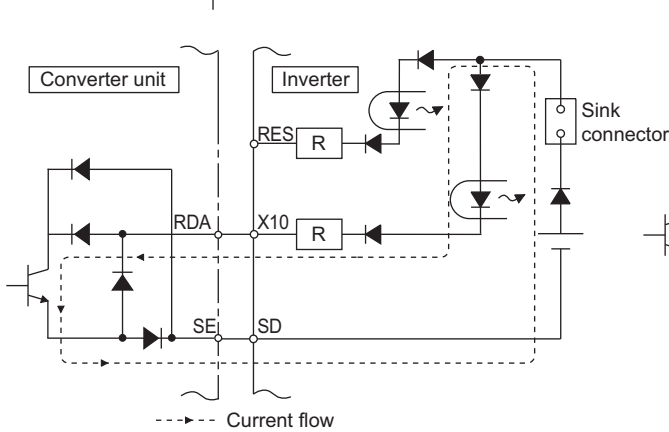 Converter unit
Inverter
Sink
connector
RES
R
RDA
X10
R
SE
SD
Current flow